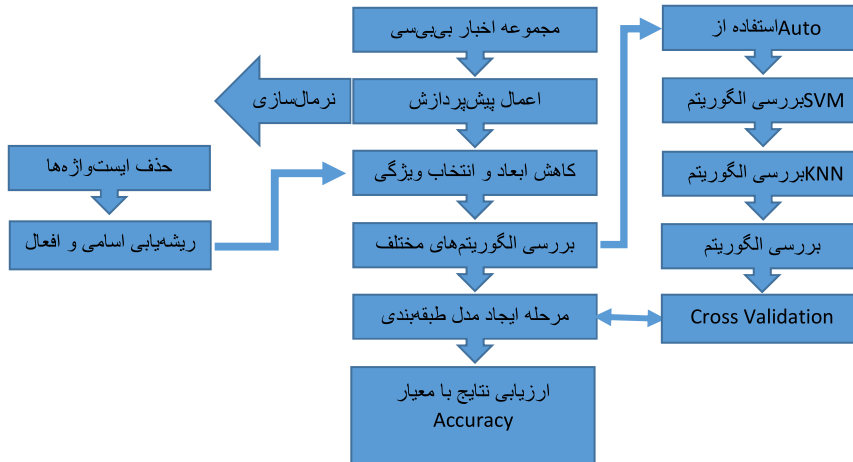 مجموعه اخبار بی‌بی‌سی
اعمال پیش‌پردازش
نرمال‌سازی
حذف ایست‌واژه‌ها
ریشه‌یابی اسامی و افعال
کاهش ابعاد و انتخاب ویژگی
بررسی الگوریتم‌های مختلف
استفاده از Auto
بررسی الگوریتم SVM
بررسی الگوریتم KNN
بررسی الگوریتم
Cross Validation
مرحله ایجاد مدل طبقه‌بندی
ارزیابی نتایج با معیار
Accuracy